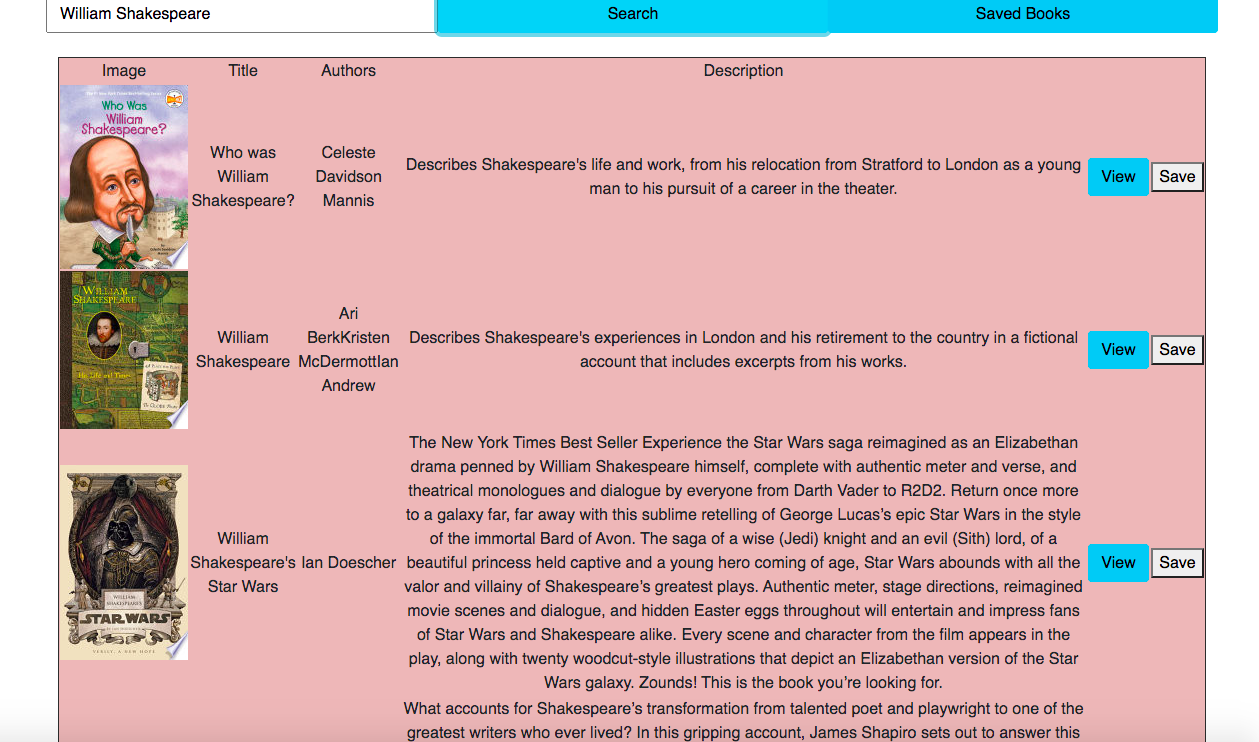 William Shakespeare
Search
Saved Books
Image
Title
Authors
Description
Who Was
William
Shakespeare?
Who was
William
Shakespeare?
Celeste
Davidson
Mannis
Describes Shakespeare's life and work, from his relocation from Stratford to London as a young
man to his pursuit of a career in the theater.
View
Save
WILLIAM
SHAKESPEARE
His Life and Times
William
Shakespeare
Ari
BerkKristen
McDermottIan
Andrew
Describes Shakespeare's experiences in London and his retirement to the country in a fictional
account that includes excerpts from his works.
View
Save
WILLIAM
SHAKESPEARE'S
STAR WARS
VERILY, A NEW HOPE
William
Shakespeare's
Star Wars
Ian Doescher
The New York Times Best Seller Experience the Star Wars saga reimagined as an Elizabethan
drama penned by William Shakespeare himself, complete with authentic meter and verse, and
theatrical monologues and dialogue by everyone from Darth Vader to R2D2. Return once more
to a galaxy far, far away with this sublime retelling of George Lucas’s epic Star Wars in the style
of the immortal Bard of Avon. The saga of a wise (Jedi) knight and an evil (Sith) lord, of a
beautiful princess held captive and a young hero coming of age, Star Wars abounds with all the
valor and villainy of Shakespeare’s greatest plays. Authentic meter, stage directions, reimagined
movie scenes and dialogue, and hidden Easter eggs throughout will entertain and impress fans
of Star Wars and Shakespeare alike. Every scene and character from the film appears in the
play, along with twenty woodcut-style illustrations that depict an Elizabethan version of the Star
Wars galaxy. Zounds! This is the book you’re looking for.
View
Save
What accounts for Shakespeare’s transformation from talented poet and playwright to one of the
greatest writers who ever lived? In this gripping account, James Shapiro sets out to answer this